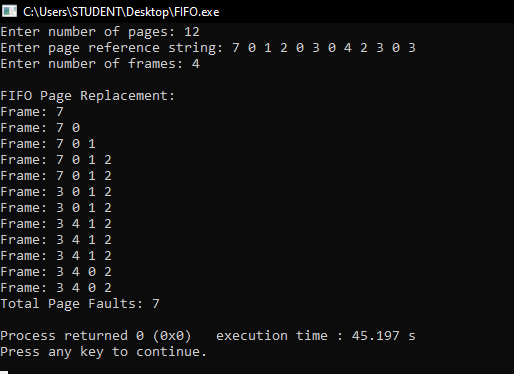 C:\Users\STUDENT\Desktop\FIFO.exe
Enter number of pages: 12
Enter page reference string: 7 0 1 2 0 3 0 4 2 3 0 3
Enter number of frames: 4
FIFO Page Replacement:
Frame: 7
Frame: 7 0
Frame: 7 0 1
Frame: 7 0 1 2
Frame: 7 0 1 2
Frame: 3 0 1 2
Frame: 3 0 1 2
Frame: 3 4 1 2
Frame: 3 4 1 2
Frame: 3 4 1 2
Frame: 3 4 0 2
Frame: 3 4 0 2
Total Page Faults: 7
Process returned 0 (0x0)   execution time : 45.197 s
Press any key to continue.